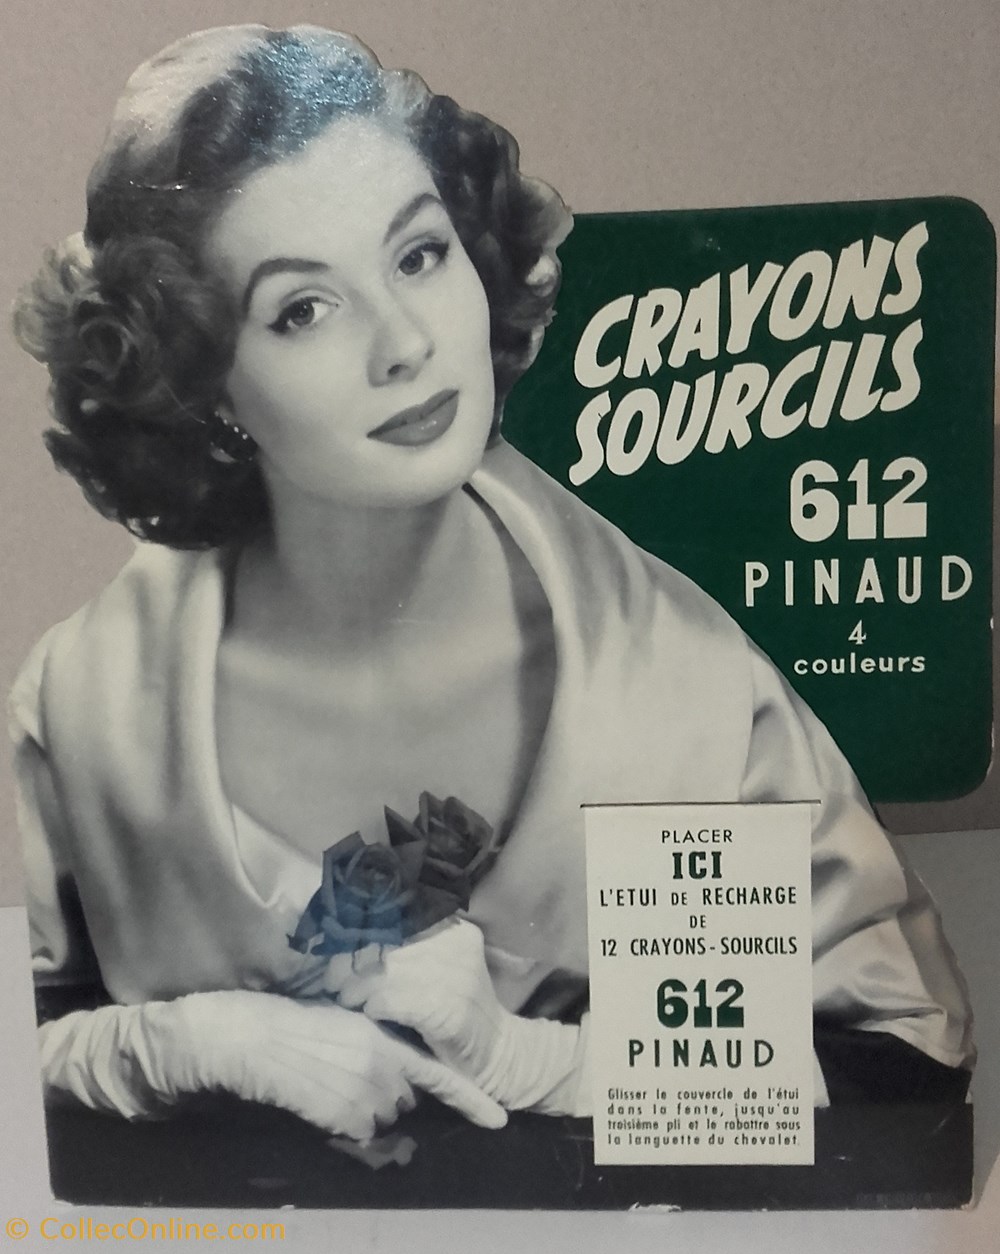 CRAYONS
SOURCILS
612
PINAUD
4
couleurs
PLACER
ICI
L'ETUI DE RECHARGE
DE
12 CRAYONS-SOURCILS
612
PINAUD
Glisser le couvercle de l'étui
dans la fente, jusqu'au
troisième pli et le rabattre sous
la languette du chevalet.
© CollecOnline.com